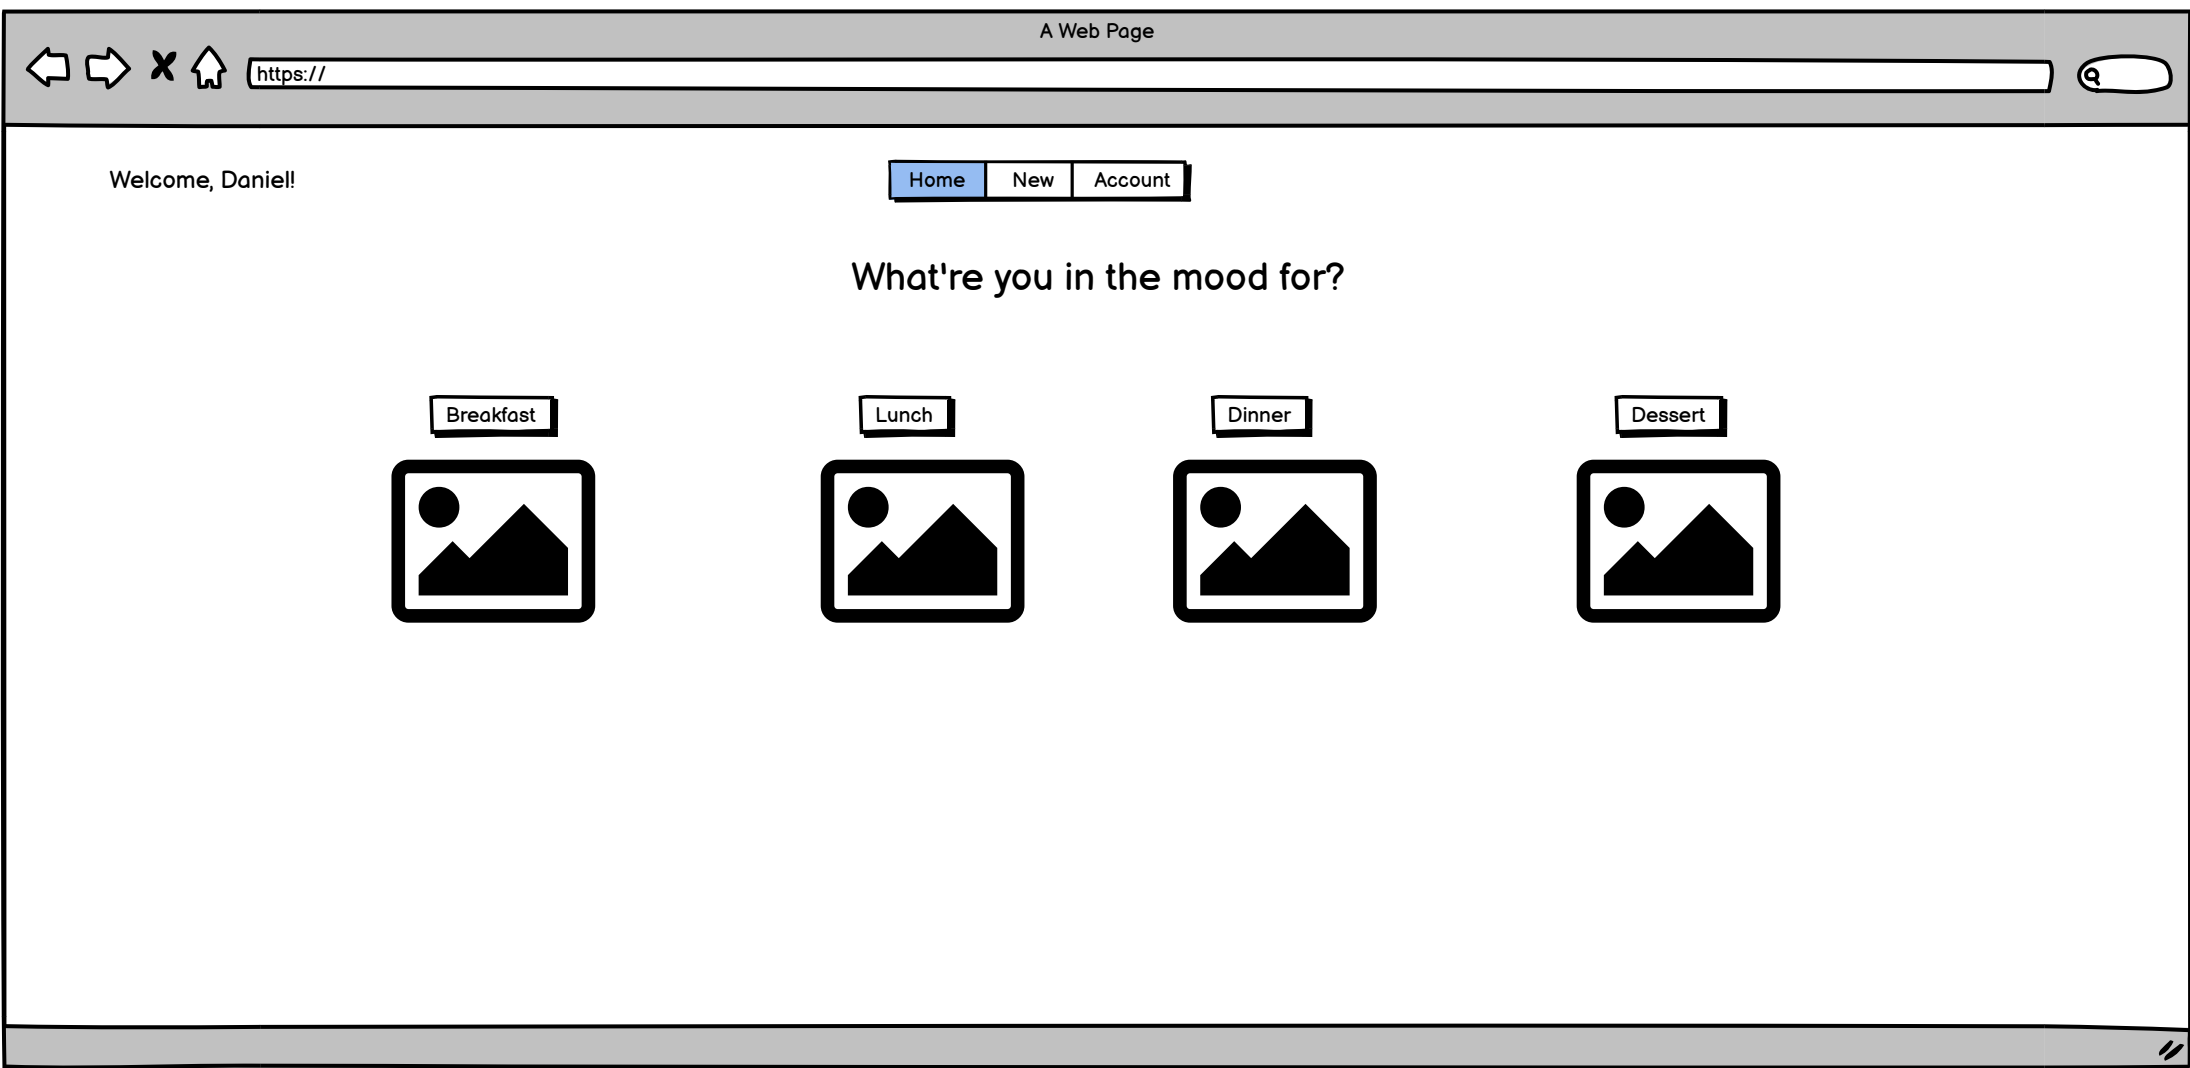 A Web Page
https://
Welcome, Daniel!
Home New Account
What're you in the mood for?
Breakfast Lunch Dinner Dessert